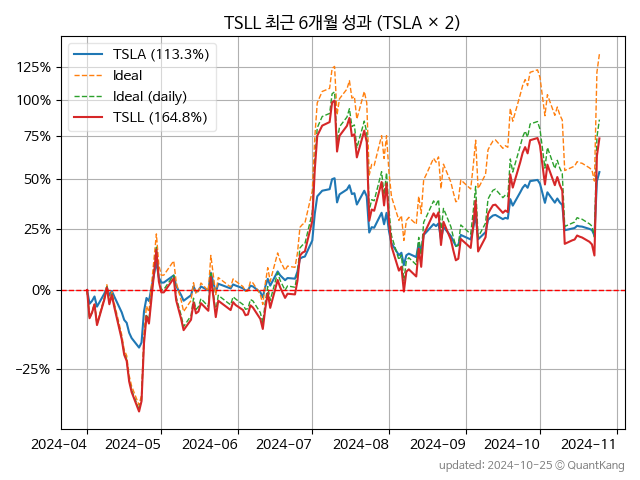 TSLL 최근 6개월 성과 (TSLA × 2)
TSLA (113.3%)
Ideal
Ideal (daily)
TSLL (164.8%)
125%
100%
75%
50%
25%
0%
−25%
2024-04 2024-05 2024-06 2024-07 2024-08 2024-09 2024-10 2024-11
updated: 2024-10-25 © QuantKang